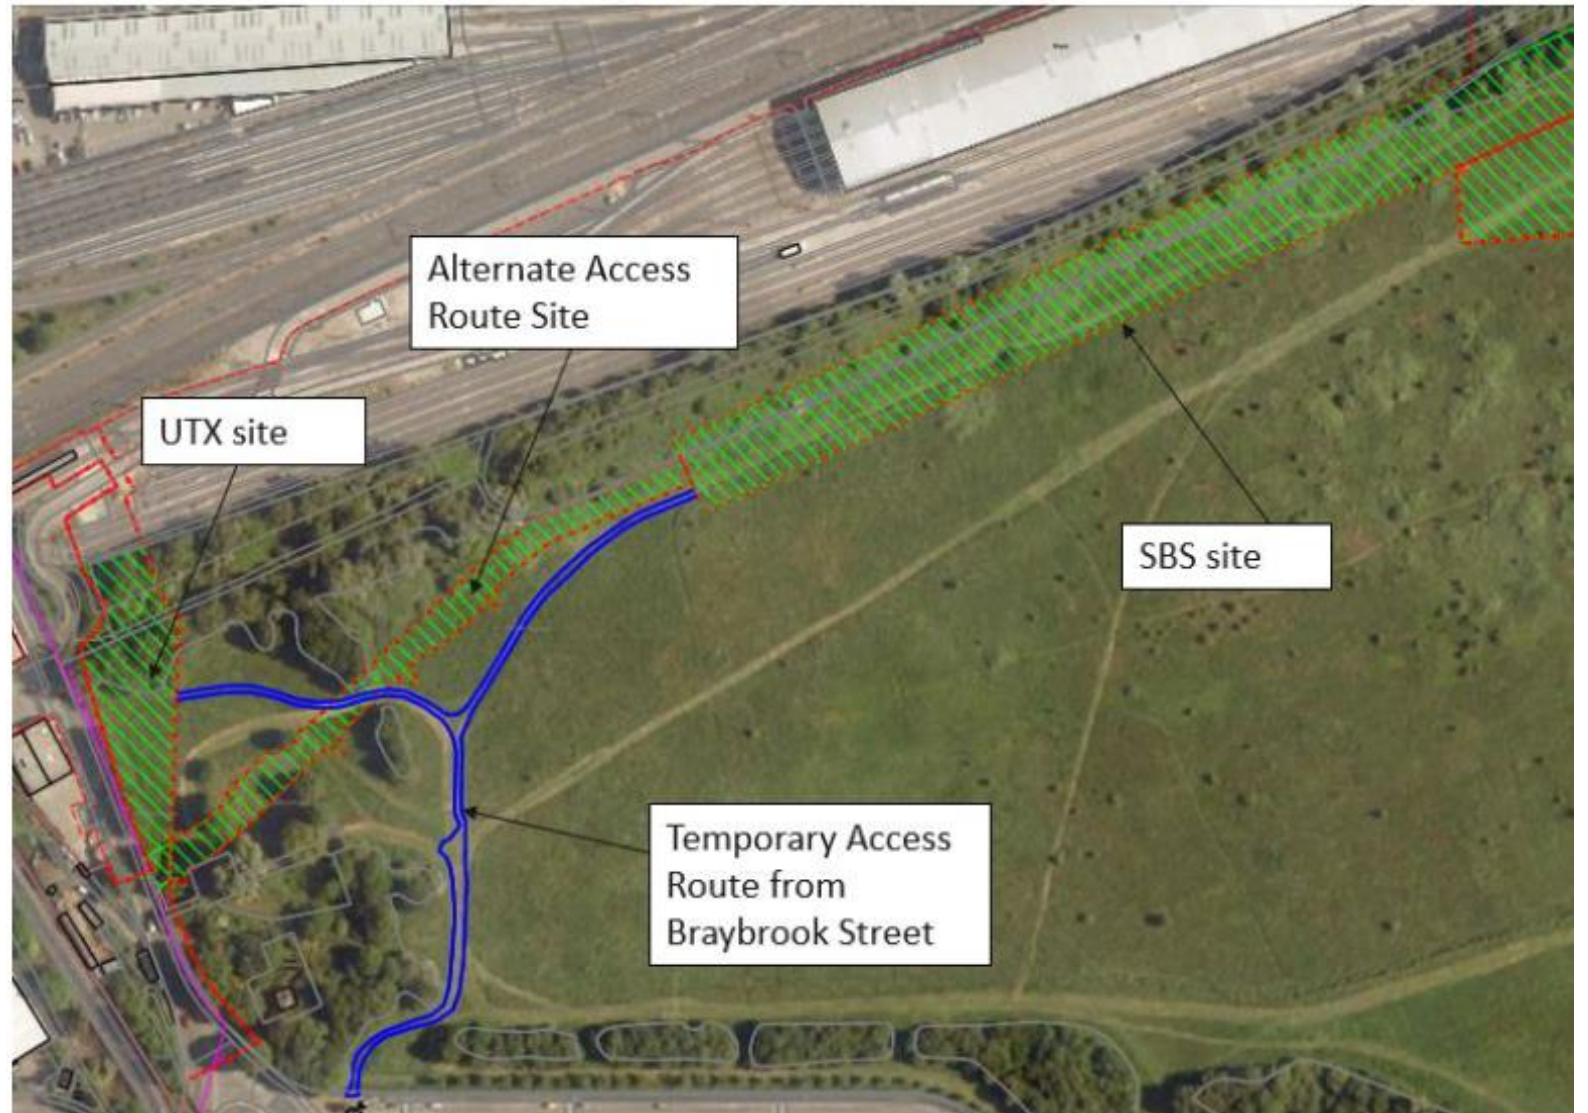 Alternate Access
Route Site
UTX site
SBS site
Temporary Access
Route from
Braybrook Street